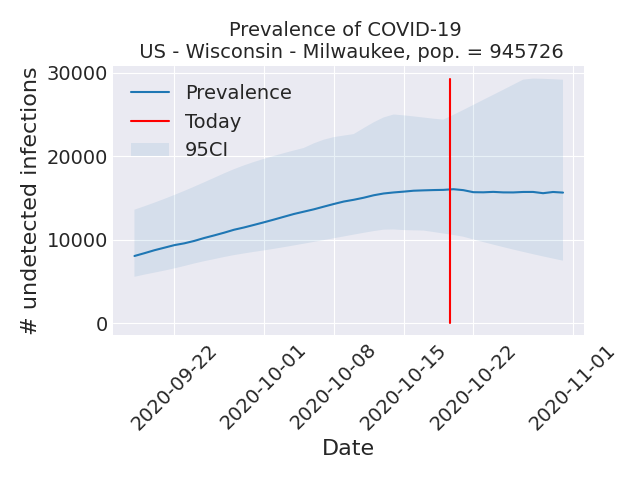 Prevalence of COVID-19
US - Wisconsin - Milwaukee, pop. = 945726
# undetected infections
30000
20000
10000
0
Prevalence
Today
95CI
2020-09-22
2020-10-01
2020-10-08
2020-10-15
2020-10-22
2020-11-01
Date